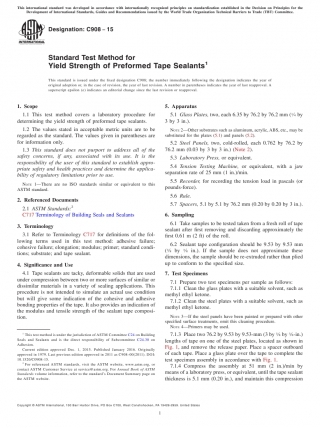 This international standard was developed in accordance with internationally recognized principles on standardization established in the Decision on Principles for the
Development of International Standards, Guides and Recommendations issued by the World Trade Organization Technical Barriers to Trade (TBT) Committee.
Designation: C908 − 15
Standard Test Method for
Yield Strength of Preformed Tape Sealants1
This standard is issued under the fixed designation C908; the number immediately following the designation indicates the year of
original adoption or, in the case of revision, the year of last revision. A number in parentheses indicates the year of last reapproval. A
superscript epsilon (ε) indicates an editorial change since the last revision or reapproval.
1. Scope
1.1 This test method covers a laboratory procedure for
determining the yield strength of preformed tape sealants.
1.2 The values stated in acceptable metric units are to be
regarded as the standard. The values given in parentheses are
for information only.
1.3 This standard does not purport to address all of the
safety concerns, if any, associated with its use. It is the
responsibility of the user of this standard to establish appro-
priate safety and health practices and determine the applica-
bility of regulatory limitations prior to use.
NOTE 1—There are no ISO standards similar or equivalent to this
ASTM standard.
2. Referenced Documents
2.1 ASTM Standards:2
C717 Terminology of Building Seals and Sealants
3. Terminology
3.1 Refer to Terminology C717 for definitions of the fol-
lowing terms used in this test method: adhesive failure;
cohesive failure; elongation; modulus; primer; standard condi-
tions; substrate; and tape sealant.
4. Significance and Use
4.1 Tape sealants are tacky, deformable solids that are used
under compression between two or more surfaces of similar or
dissimilar materials in a variety of sealing applications. This
procedure is not intended to simulate an actual use condition
but will give some indication of the cohesive and adhesive
bonding properties of the tape. It also provides an indication of
the modulus and tensile strength of the sealant tape composi-
tion.
1 This test method is under the jurisdiction of ASTM Committee C24 on Building
Seals and Sealants and is the direct responsibility of Subcommittee C24.20 on
Adhesion.
2 For referenced ASTM standards, visit the ASTM website, www.astm.org, or
contact ASTM Customer Service at service@astm.org. For Annual Book of ASTM
Standards volume information, refer to the standard's Document Summary page on
the ASTM website.
5. Apparatus
5.1 Glass Plates, two, each 6.35 by 76.2 by 76.2 mm (1⁄4 by
3 by 3 in.).
NOTE 2—Other substrates such as aluminum, acrylic, ABS, etc., may be
substituted for the plates (5.1) and panels (5.2).
5.2 Steel Panels, two, cold-rolled, each 0.762 by 76.2 by
76.2 mm (0.03 by 3 by 3 in.) (Note 2).
5.3 Laboratory Press, or equivalent.
5.4 Tension Testing Machine, or equivalent, with a jaw
separation rate of 25 mm (1 in.)/min.
5.5 Recorder, for recording the tension load in pascals (or
pounds-force).
5.6 Rule.
5.7 Spacers, 5.1 by 5.1 by 76.2 mm (0.20 by 0.20 by 3 in.).
6. Sampling
6.1 Take samples to be tested taken from a fresh roll of tape
sealant after first removing and discarding approximately the
first 0.61 m (2 ft) of the roll.
6.2 Sealant tape configuration should be 9.53 by 9.53 mm
(3⁄8 by 3⁄8 in.). If the sample does not approximate these
dimensions, the sample should be re-extruded rather than plied
up to conform to the specified size.
7. Test Specimens
7.1 Prepare two test specimens for each sample as follows:
7.1.1 Clean the glass plates with a suitable solvent, such as
methyl ethyl ketone.
7.1.2 Clean the steel plates with a suitable solvent, such as
methyl ethyl ketone.
NOTE 3—If the steel panels have been painted or prepared with other
specified surface treatments, omit this cleaning procedure.
NOTE 4—Primers may be used.
7.1.3 Place two 76.2 by 9.53 by 9.53-mm (3 by 3⁄8 by 3⁄8-in.)
lengths of tape on one of the steel plates, located as shown in
Fig. 1, and remove the release paper. Place a spacer outboard
of each tape. Place a glass plate over the tape to complete the
test specimen assembly in accordance with Fig. 1.
7.1.4 Compress the assembly at 51 mm (2 in.)/min by
means of a laboratory press, or equivalent, until the tape sealant
thickness is 5.1 mm (0.20 in.), and maintain this compression
1